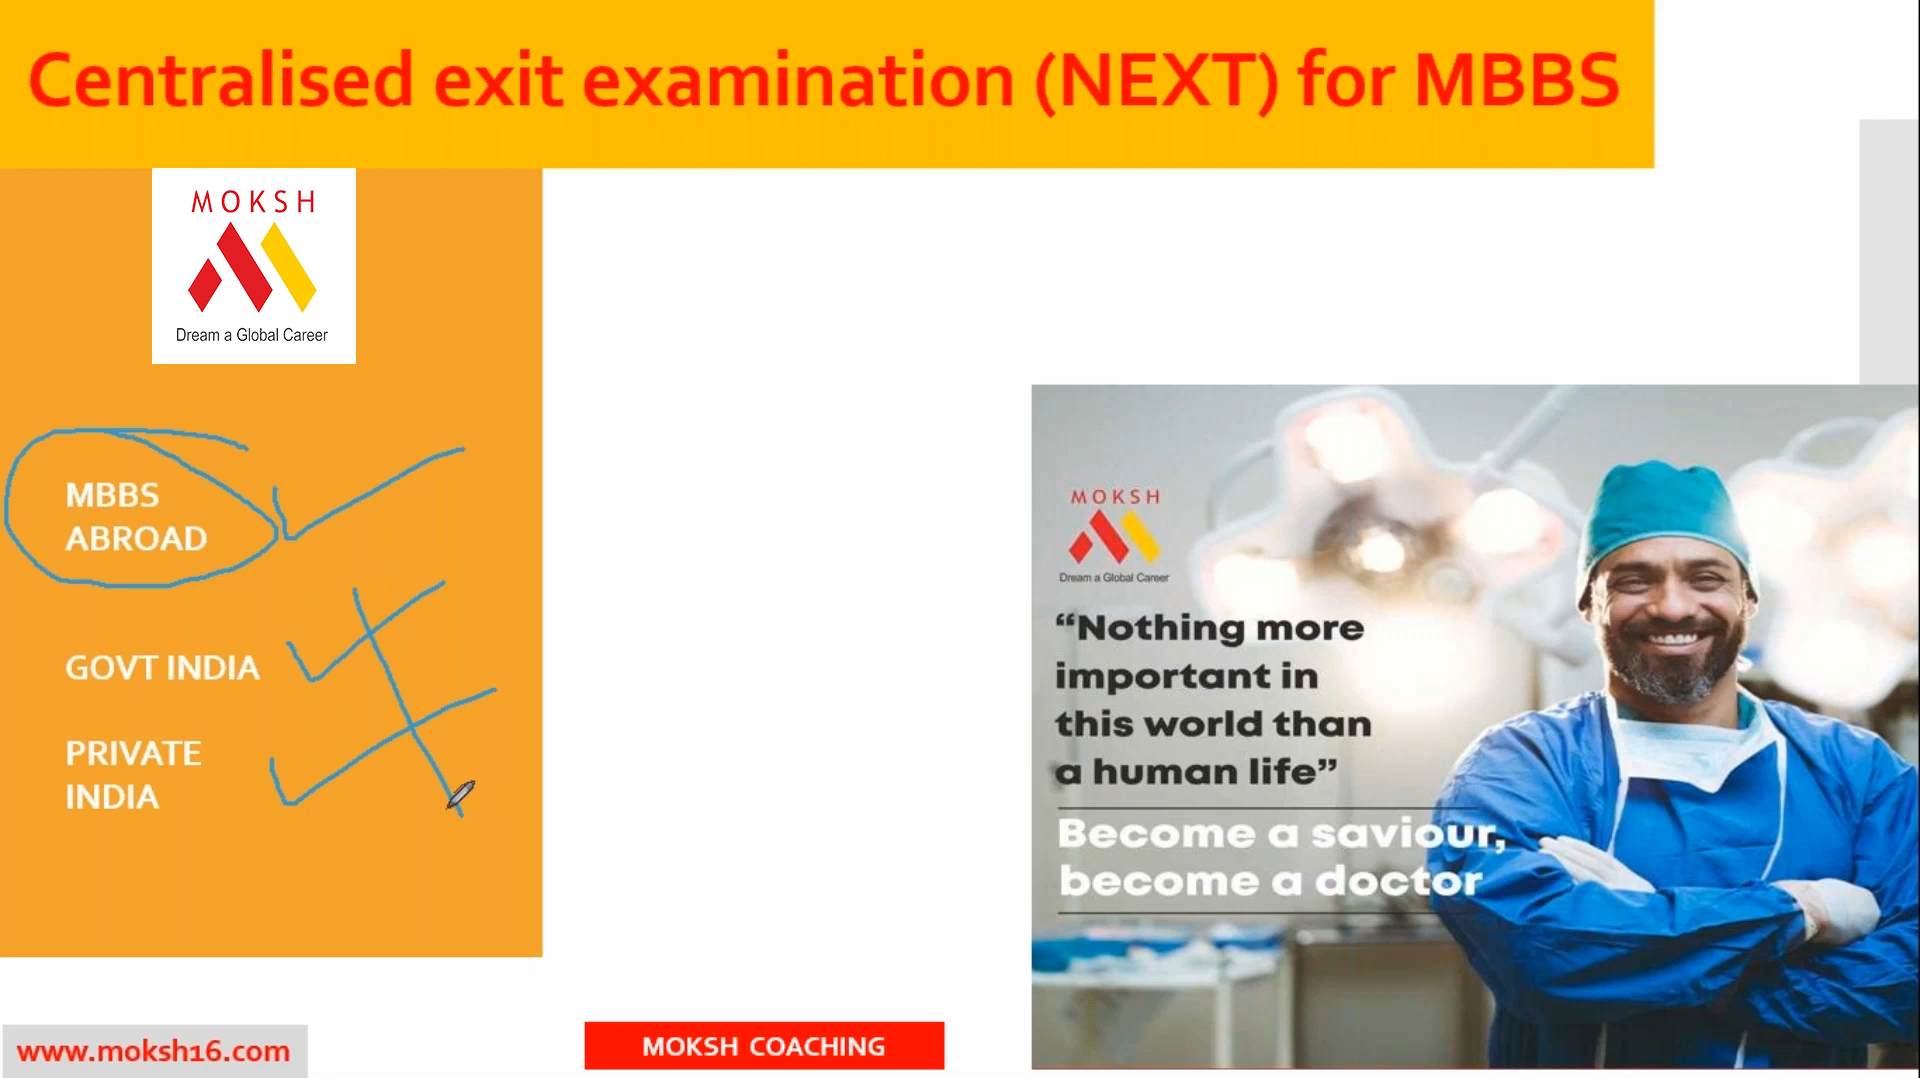 Centralised exit examination (NEXT) for MBBS
MOKSH
Dream a Global Career
MBBS
ABROAD
GOVT INDIA
PRIVATE
INDIA
MOKSH
Dream a Global Career
“Nothing more
important in
this world than
a human life”
Become a saviour,
become a doctor
www.moksh16.com
MOKSH COACHING